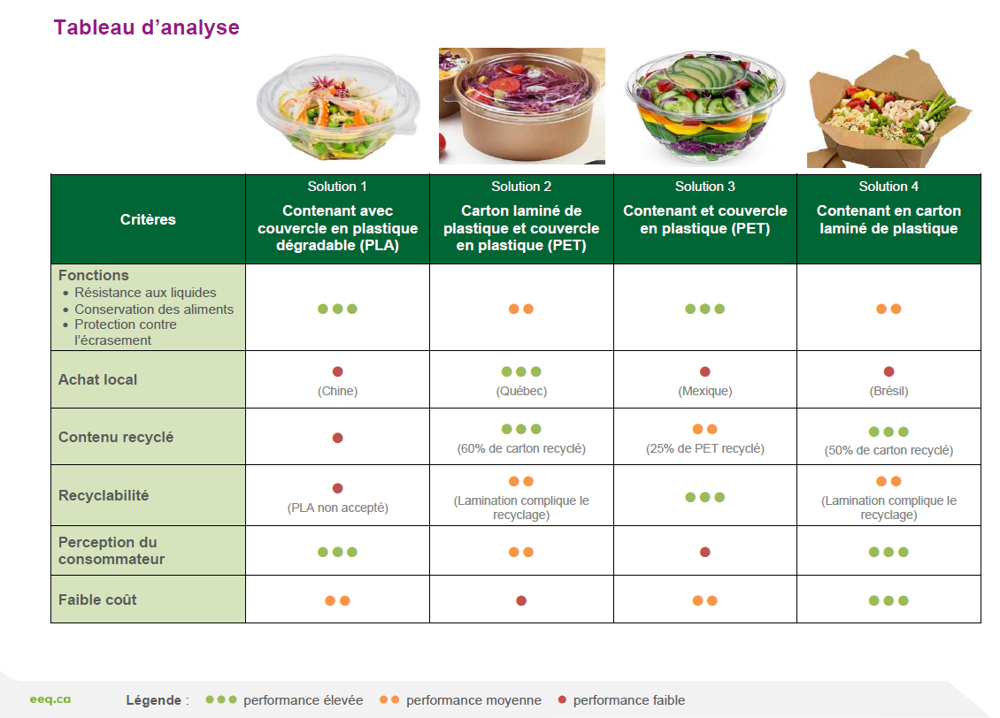 Tableau d’analyse
Critères
Solution 1
Contenant avec
couvercle en plastique
dégradable (PLA)
Solution 2
Carton laminé de
plastique et couvercle
en plastique (PET)
Solution 3
Contenant et couvercle
en plastique (PET)
Solution 4
Contenant en carton
laminé de plastique
Fonctions
• Résistance aux liquides
• Conservation des aliments
• Protection contre
l’écrasement
Achat local
(Chine)
(Québec)
(Mexique)
(Brésil)
Contenu recyclé
(60% de carton recyclé)
(25% de PET recyclé)
(50% de carton recyclé)
Recyclabilité
(PLA non accepté)
(Lamination complique le
recyclage)
(Lamination complique le
recyclage)
Perception du
consommateur
Faible coût
eeq.ca
Légende : performance élevée performance moyenne performance faible